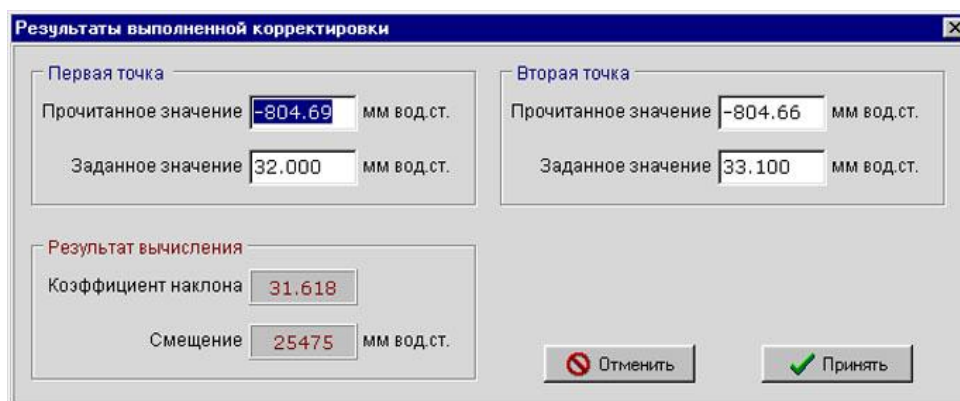 Результаты выполненной корректировки
Первая точка
Прочитанное значение -804.69 мм вод.ст.
Заданное значение 32.000 мм вод.ст.
Вторая точка
Прочитанное значение -804.66 мм вод.ст.
Заданное значение 33.100 мм вод.ст.
Результат вычисления
Коэффициент наклона 31.618
Смещение 25475 мм вод.ст.
Отменить
Принять